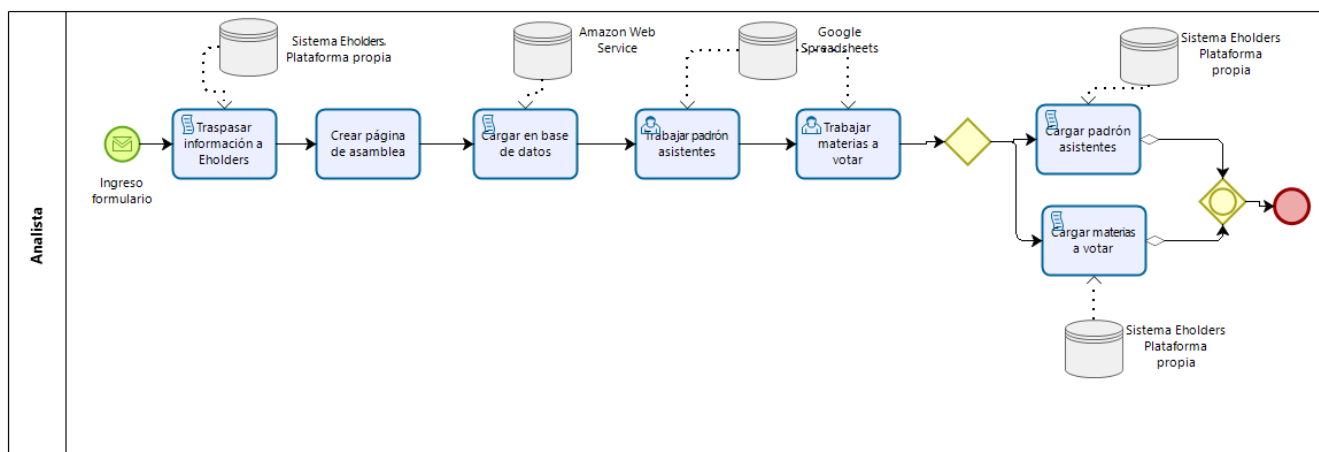 Sistema Eholders.
Plataforma propia
Amazon Web
Service
Google
Spreadsheets
Sistema Eholders
Plataforma
propia
Traspasar
información a
Eholders
Crear página
de asamblea
Cargar en base
de datos
Trabajar padrón
asistentes
Trabajar
materias a
votar
Cargar padrón
asistentes
Ingreso
formulario
Cargar materias
a votar
Analista
Sistema Eholders
Plataforma
propia